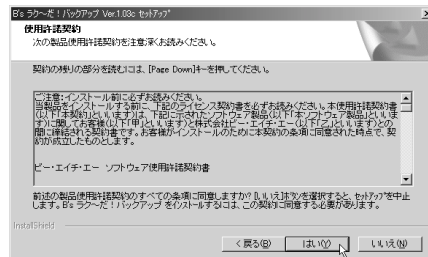 B's ラク〜だ！バックアップ Ver.1.03c セットアップ
使用許諾契約
次の製品使用許諾契約を注意深くお読みください。
契約の残りの部分を読むには、[Page Down]キーを押してください。
ご注意:インストール前に必ずお読みください。
当製品をインストールする前に、下記のライセンス契約書を必ずお読みください。本使用許諾契約書
(以下「本契約」といいます)は、下記に示されたソフトウェア製品(以下「本ソフトウェア製品」といいま
す)に関してお客様(以下「甲」といいます)と株式会社ビー・エイチ・エー(以下「乙」といいます)との
間に締結される契約書です。お客様がインストールのために本契約の条項に同意された時点で、契
約が成立したものとします。
ビー・エイチ・エー ソフトウェア使用許諾契約書
前述の製品使用許諾契約のすべての条項に同意しますか? [いいえ]ボタンを選択すると、セットアップを中止
します。B's ラク〜だ！バックアップ をインストールするには、この契約に同意する必要があります。
InstallShield
< 戻る(B)
はい(Y)
いいえ(N)